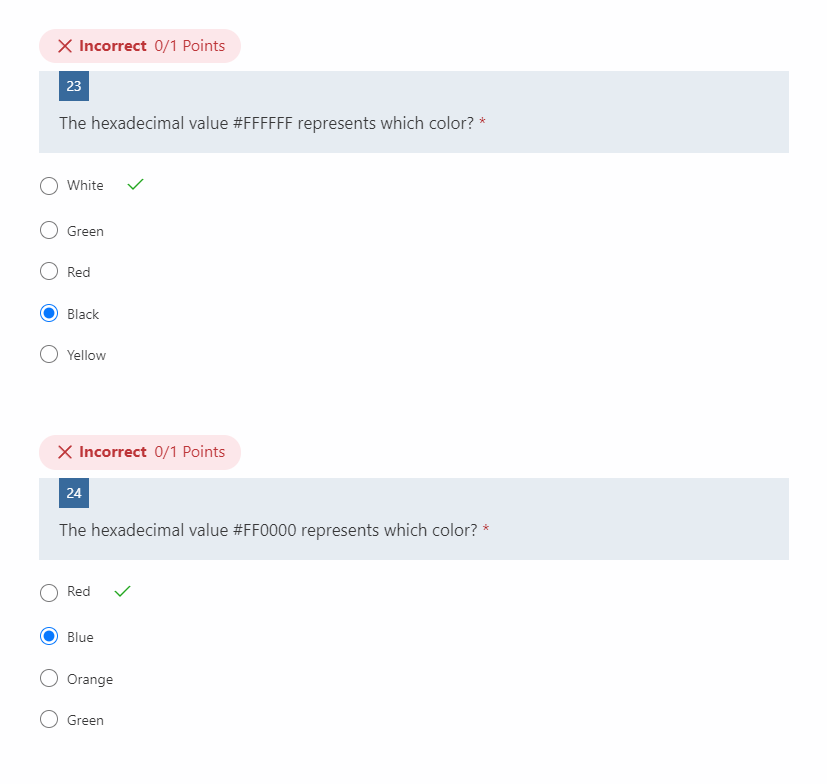 Incorrect 0/1 Points
23
The hexadecimal value #FFFFFF represents which color? *
White
Green
Red
Black
Yellow
Incorrect 0/1 Points
24
The hexadecimal value #FF0000 represents which color? *
Red
Blue
Orange
Green